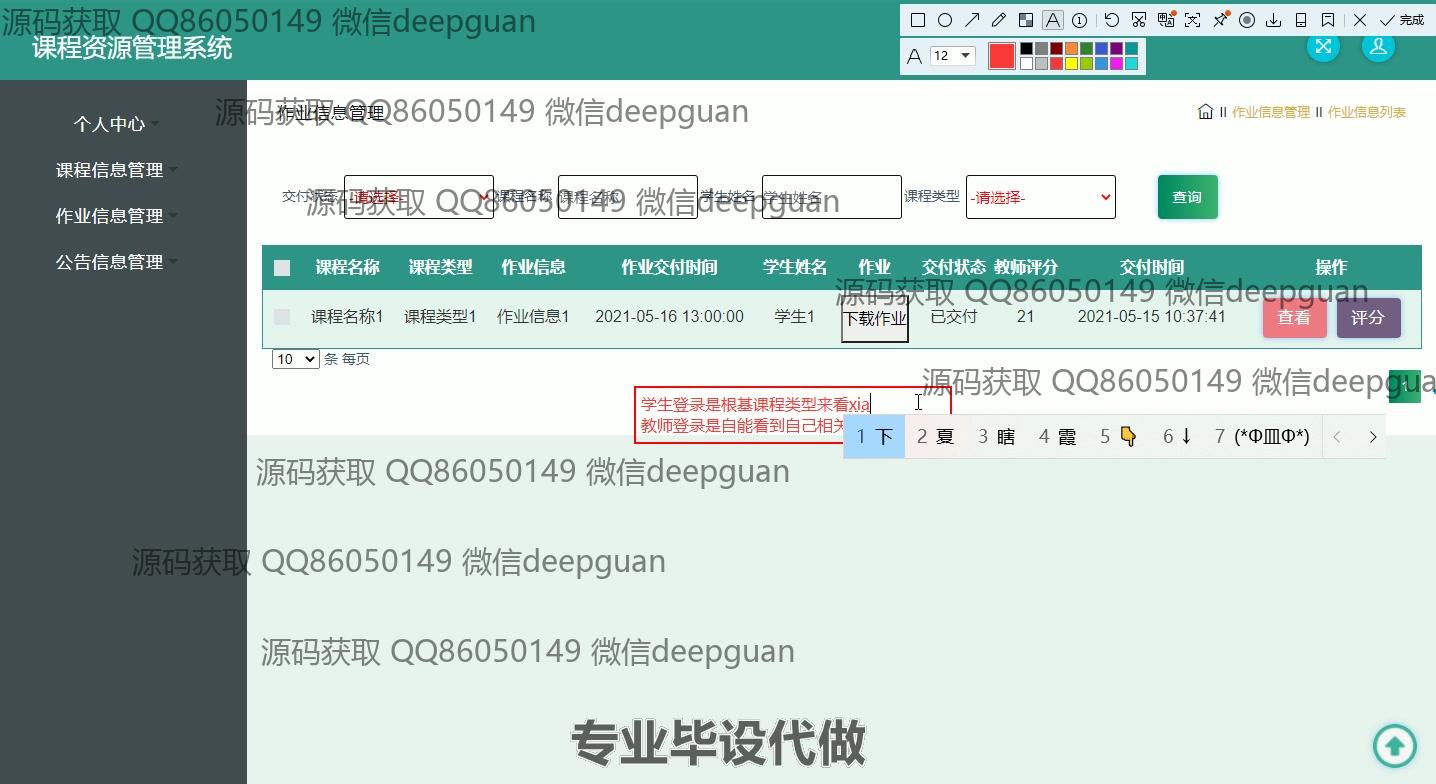 源码获取 QQ86050149 微信deepguan
课程资源管理系统
12
完成
个人中心
课程信息管理
作业信息管理
公告信息管理
源码获取 QQ86050149 微信deepguan
作业信息管理
作业信息管理 作业信息列表
交付状态 -请选择- 课程名称 课程名称 学生姓名 学生姓名 课程类型 -请选择- 查询
源码获取 QQ86050149 微信deepguan
课程名称 课程类型 作业信息 作业交付时间 学生姓名 作业 交付状态 教师评分 交付时间 操作
源码获取 QQ86050149 微信deepguan
课程名称1 课程类型1 作业信息1 2021-05-16 13:00:00 学生1 下载作业 已交付 21 2021-05-15 10:37:41 查看 评分
10 条 每页
源码获取 QQ86050149 微信deepgua
1
学生登录是根基课程类型来看xia
教师登录是自能看到自己相关
1 下 2 夏 3 瞎 4 霞 5 👇 6 ↓ 7 (*Φ皿Φ*)
源码获取 QQ86050149 微信deepguan
源码获取 QQ86050149 微信deepguan
源码获取 QQ86050149 微信deepguan
专业毕设代做